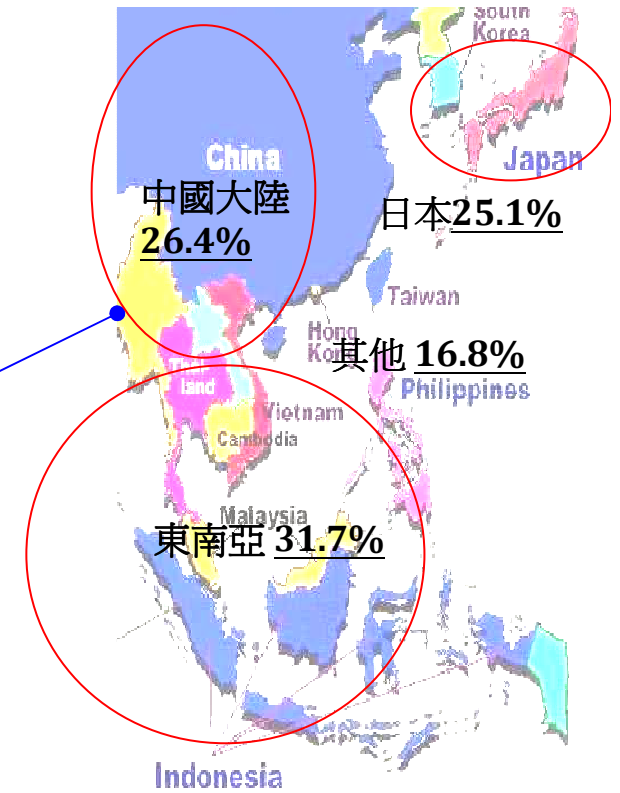 South
Korea
China
Japan
中國大陸
26.4%
日本25.1%
Taiwan
Hong
Kong
其他 16.8%
Philippines
Thai
land
Vietnam
Cambodia
Malaysia
東南亞 31.7%
Indonesia